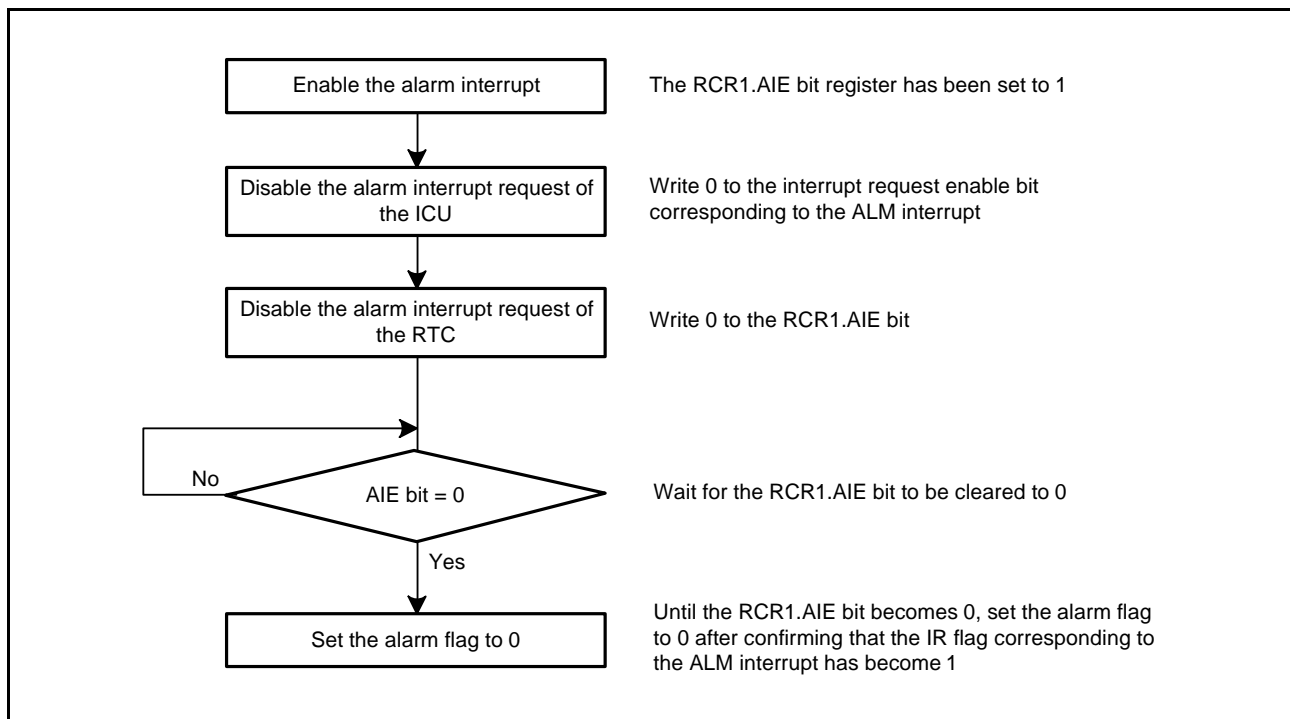 Enable the alarm interrupt
The RCR1.AIE bit register has been set to 1
Disable the alarm interrupt request of
the ICU
Write 0 to the interrupt request enable bit
corresponding to the ALM interrupt
Disable the alarm interrupt request of
the RTC
Write 0 to the RCR1.AIE bit
No
AIE bit = 0
Wait for the RCR1.AIE bit to be cleared to 0
Yes
Set the alarm flag to 0
Until the RCR1.AIE bit becomes 0, set the alarm flag
to 0 after confirming that the IR flag corresponding to
the ALM interrupt has become 1